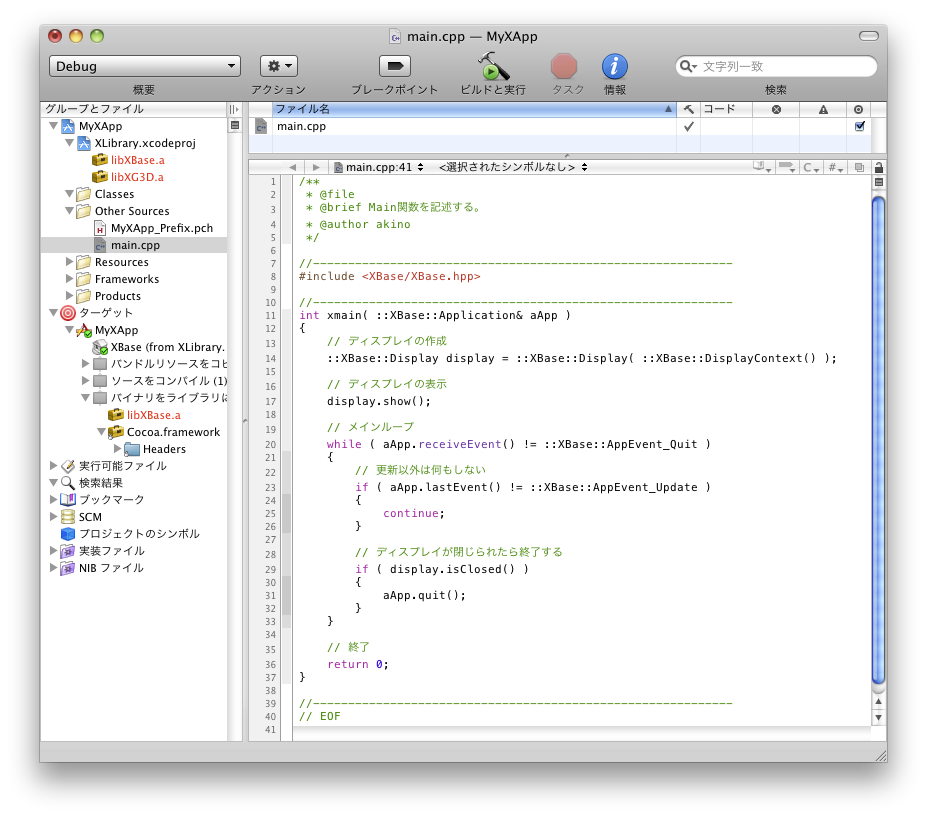 main.cpp — MyXApp
Debug
概要
アクション
ブレークポイント
ビルドと実行
タスク
情報
文字列一致
検索
グループとファイル
MyXApp
XLibrary.xcodeproj
libXBase.a
libXG3D.a
Classes
Other Sources
MyXApp_Prefix.pch
main.cpp
Resources
Frameworks
Products
ターゲット
MyXApp
XBase (from XLibrary.
バンドルリソースをコピ
ソースをコンパイル (1)
バイナリをライブラリに
libXBase.a
Cocoa.framework
Headers
実行可能ファイル
検索結果
ブックマーク
SCM
プロジェクトのシンボル
実装ファイル
NIB ファイル
ファイル名 コード
main.cpp
main.cpp:41 <選択されたシンボルなし> C #
1 /**
2 * @file
3 * @brief Main関数を記述する。
4 * @author akino
5 */
6
7 //------------------------------------------------------------
8 #include <XBase/XBase.hpp>
9
10 //------------------------------------------------------------
11 int xmain( ::XBase::Application& aApp )
12 {
13 // ディスプレイの作成
14 ::XBase::Display display = ::XBase::Display( ::XBase::DisplayContext() );
15
16 // ディスプレイの表示
17 display.show();
18
19 // メインループ
20 while ( aApp.receiveEvent() != ::XBase::AppEvent_Quit )
21 {
22 // 更新以外は何もしない
23 if ( aApp.lastEvent() != ::XBase::AppEvent_Update )
24 {
25 continue;
26 }
27
28 // ディスプレイが閉じられたら終了する
29 if ( display.isClosed() )
30 {
31 aApp.quit();
32 }
33 }
34
35 // 終了
36 return 0;
37 }
38
39 //------------------------------------------------------------
40 // EOF
41